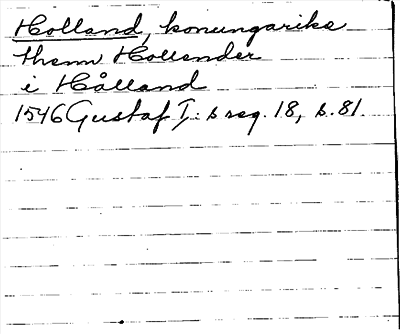 Holland, konungarike
them Hollender
i Hålland
1546 Gustaf I:s reg. 18, s. 81.